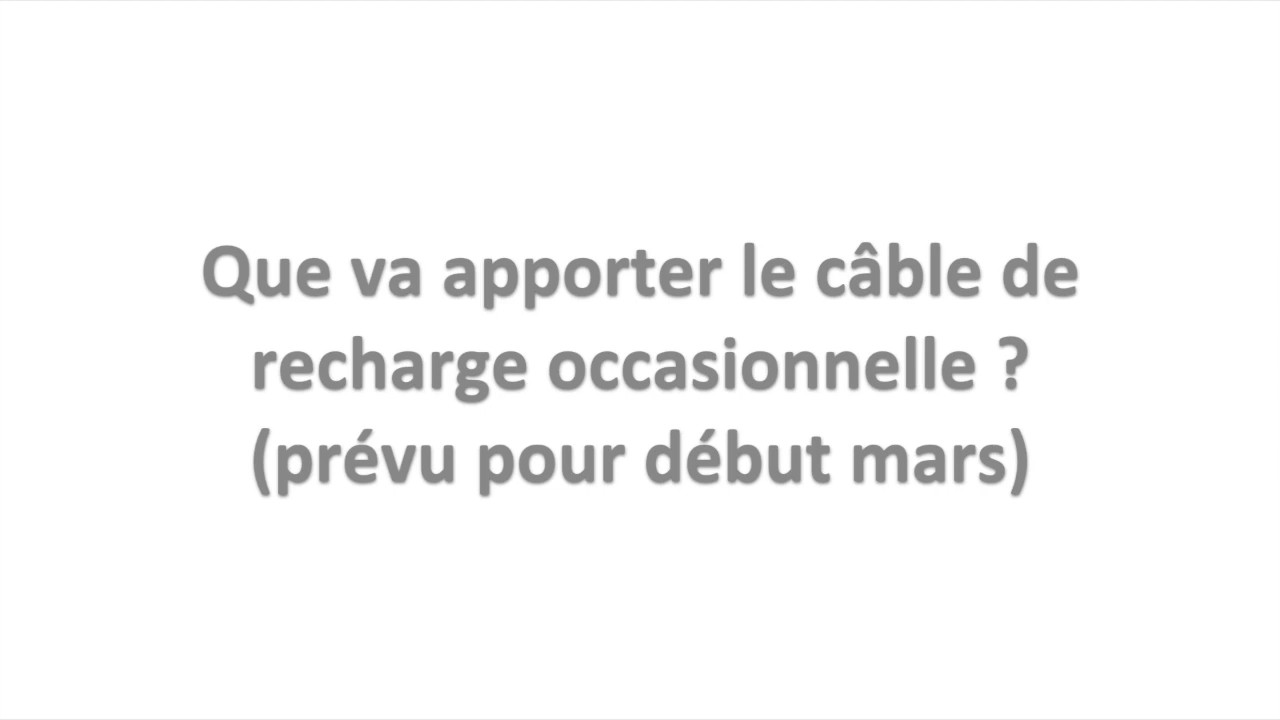 Que va apporter le câble de
recharge occasionnelle ?
(prévu pour début mars)